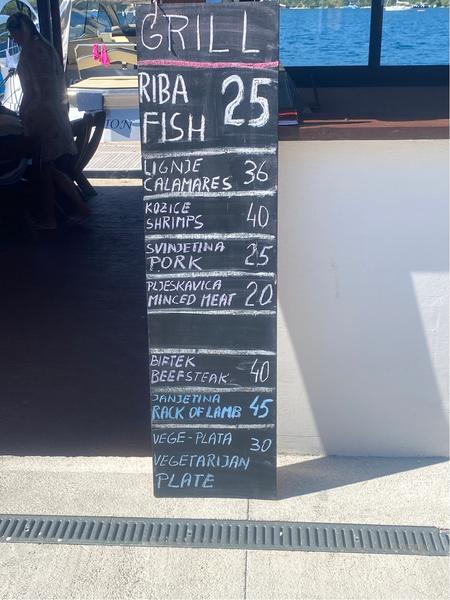 GRILL
RIBA
FISH 25
LIGNJE
CALAMARES 36
KOZICE
SHRIMPS 40
SVINJETINA
PORK 25
PLJESKAVICA
MINCED MEAT 20
BIFTEK
BEEFSTEAK 40
JANJETINA
RACK OF LAMB 45
VEGE-PLATA 30
VEGETARIJAN
PLATE
ION